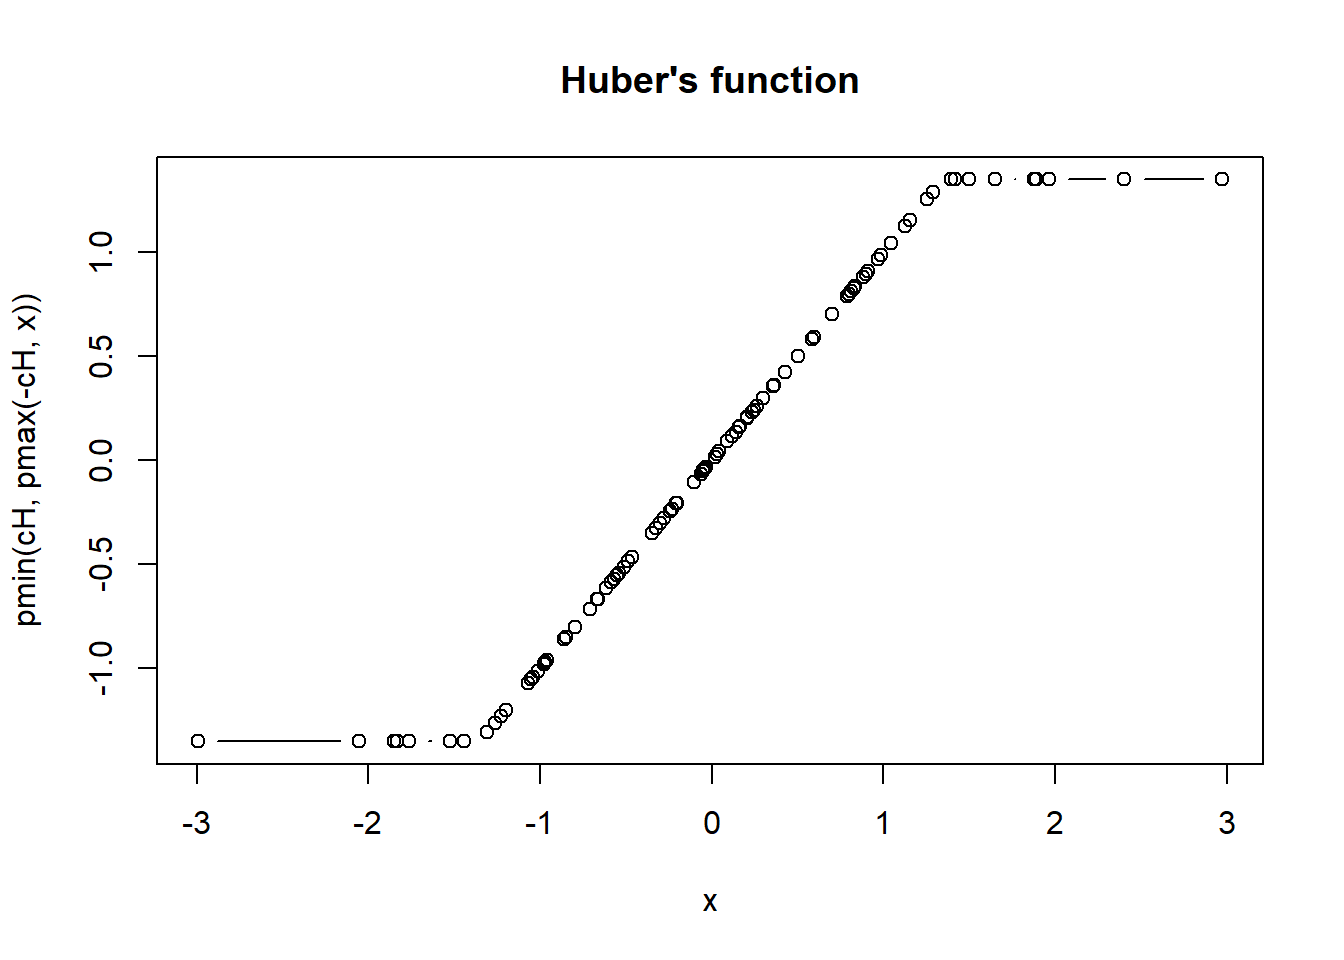 Huber's function
pmin(cH, pmax(-cH, x))
1.0
0.5
0.0
-0.5
-1.0
-3 -2 -1 0 1 2 3
x